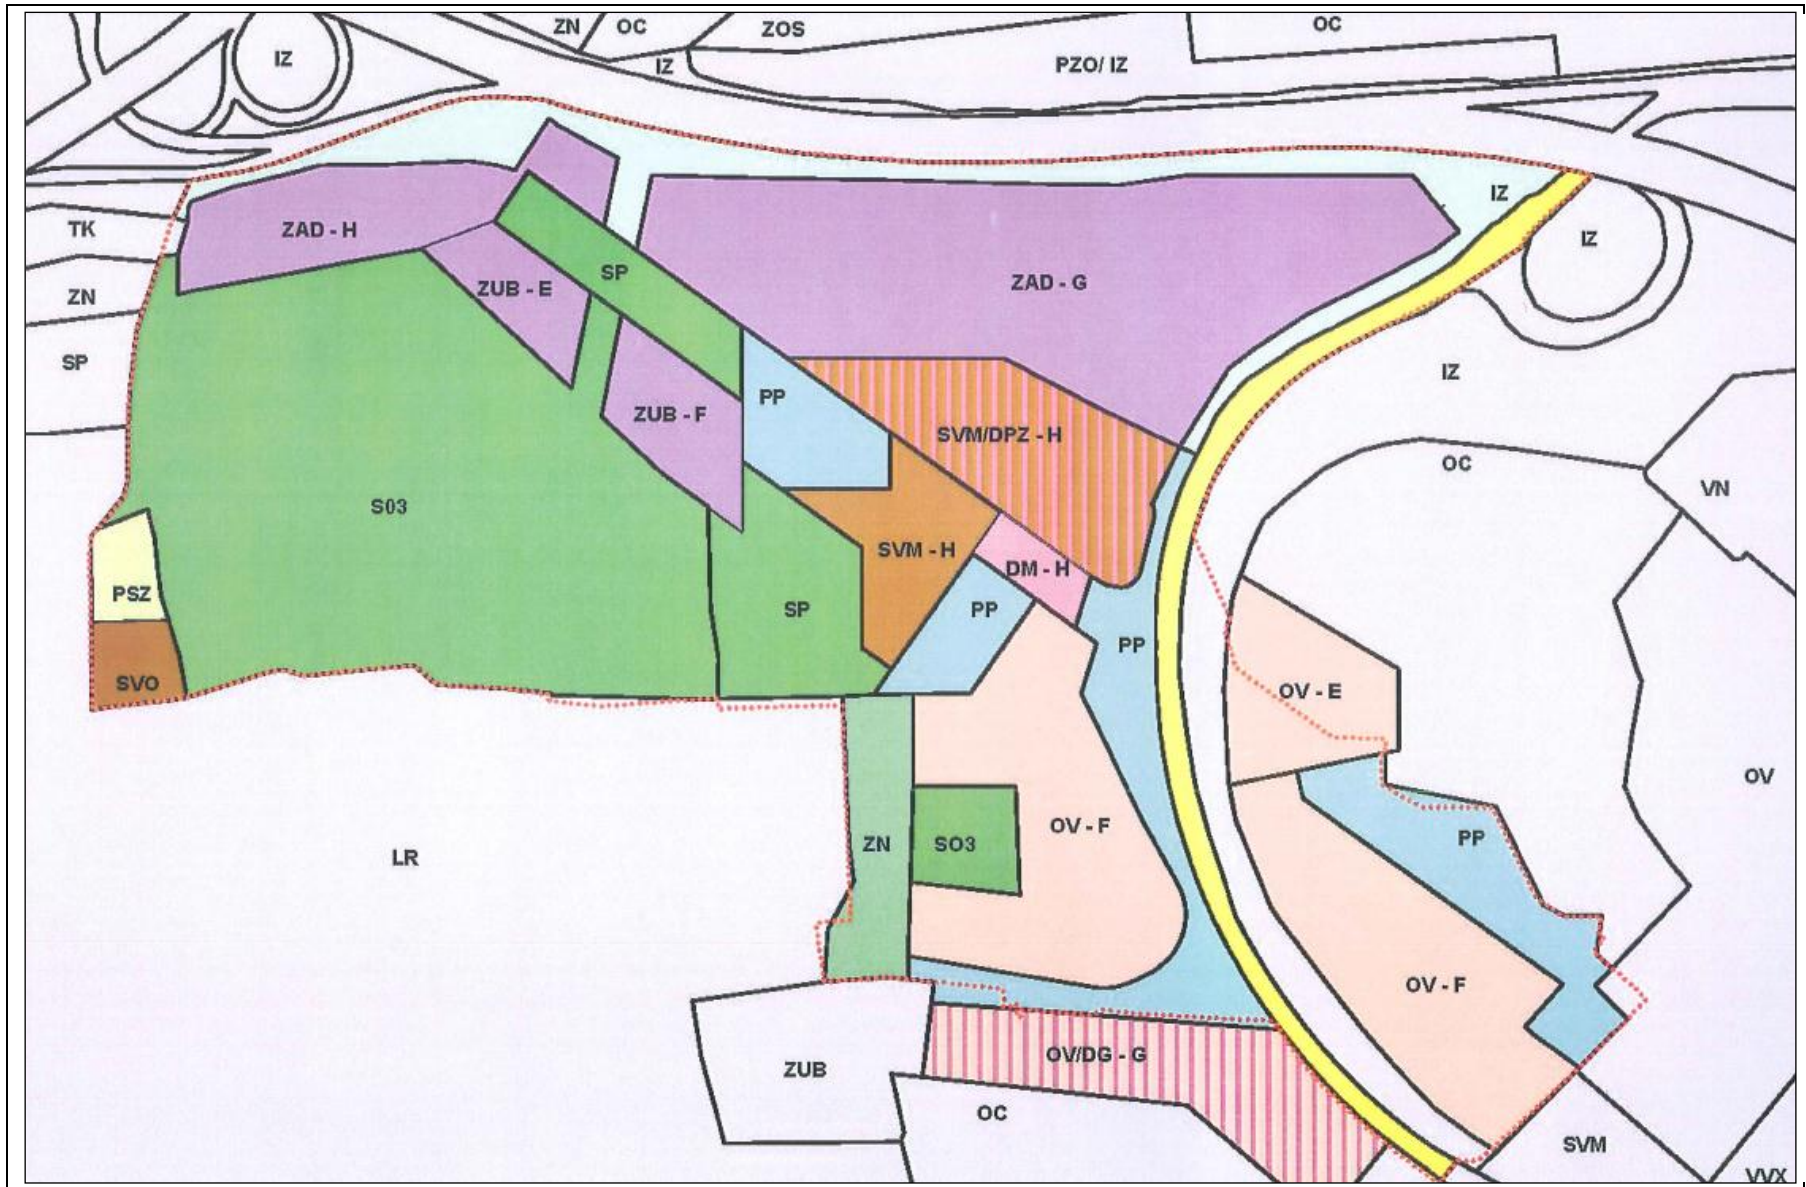 ZN
OC
ZOS
OC
IZ
IZ
PZO/ IZ
IZ
TK
ZAD - H
IZ
ZN
ZUB - E
SP
ZAD - G
SP
IZ
PP
ZUB - F
SVM/DPZ - H
OC
VN
S03
SVM - H
DM - H
PSZ
SP
PP
PP
SVO
OV - E
OV
OV - F
PP
ZN
SO3
LR
OV - F
OV/DG - G
ZUB
OC
SVM
VVX